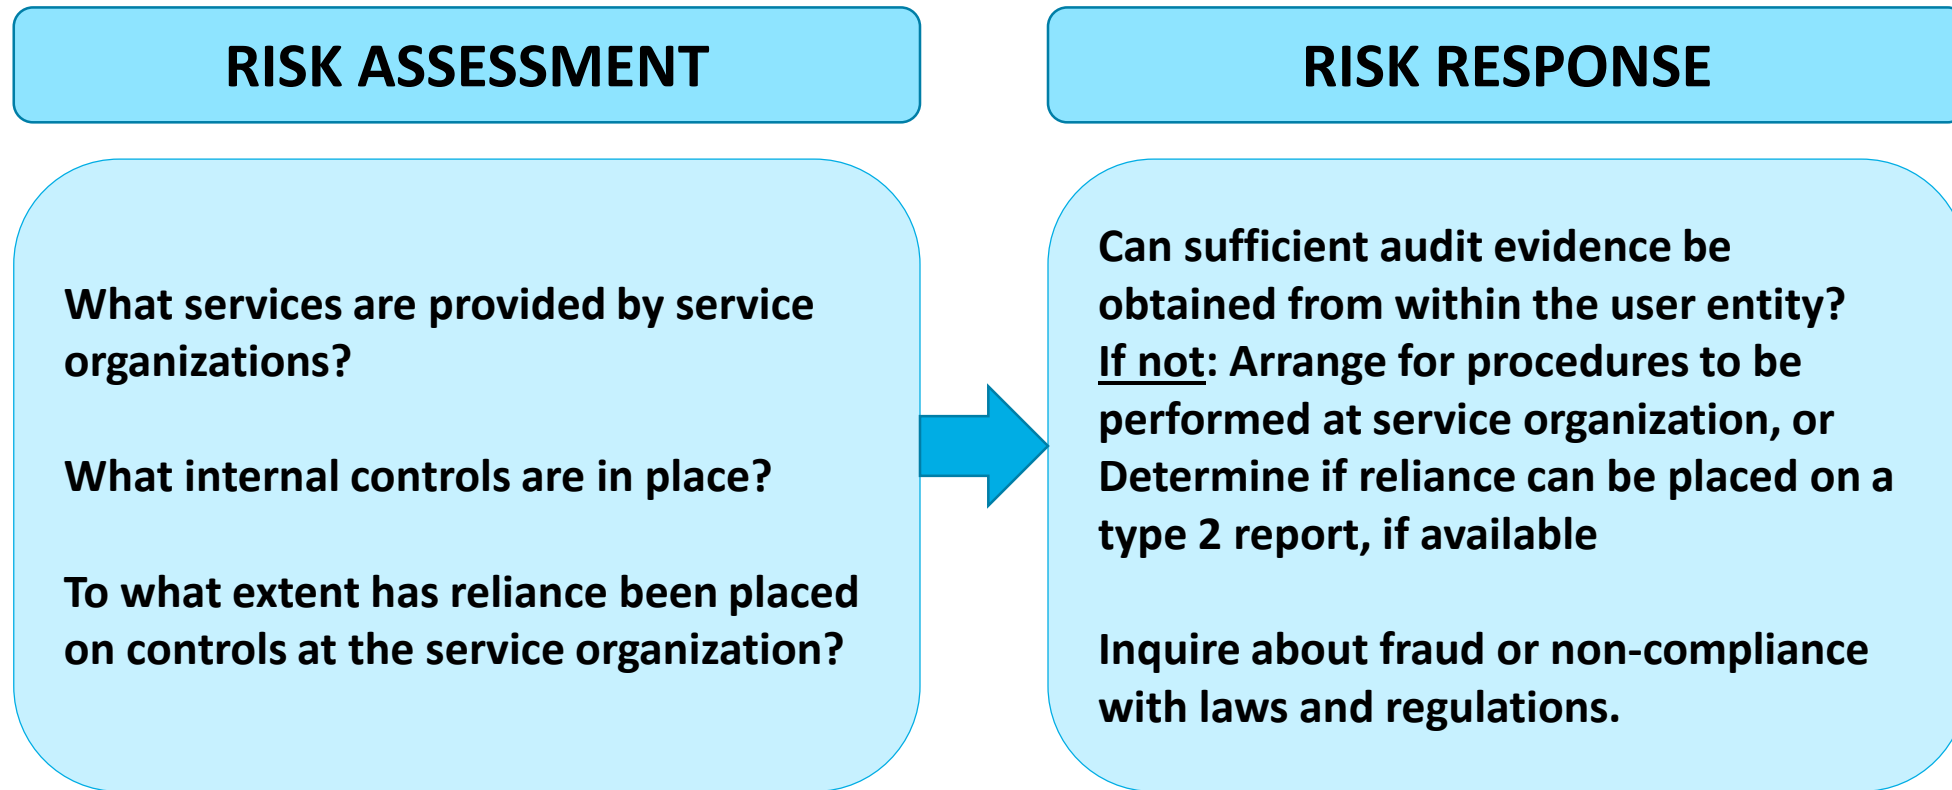 RISK ASSESSMENT
What services are provided by service
organizations?
What internal controls are in place?
To what extent has reliance been placed
on controls at the service organization?
RISK RESPONSE
Can sufficient audit evidence be
obtained from within the user entity?
If not: Arrange for procedures to be
performed at service organization, or
Determine if reliance can be placed on a
type 2 report, if available
Inquire about fraud or non-compliance
with laws and regulations.